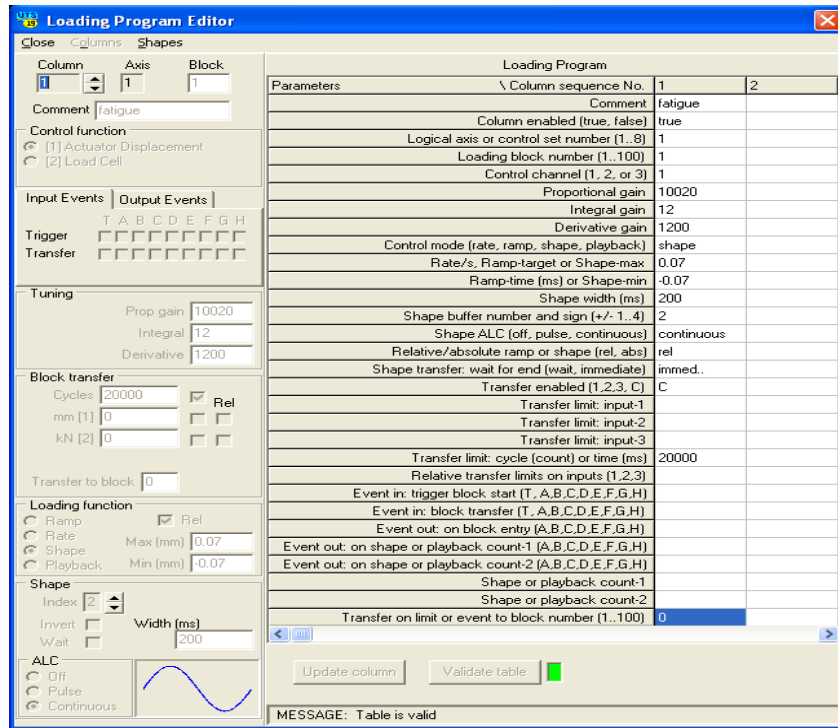 UTS 19 Loading Program Editor
Close Columns Shapes
Column Axis Block
1 1 1
Comment fatigue
Control function
[1] Actuator Displacement
[2] Load Cell
Input Events Output Events
T A B C D E F G H
Trigger
Transfer
Tuning
Prop gain 10020
Integral 12
Derivative 1200
Block transfer
Cycles 20000 Rel
mm [1] 0
kN [2] 0
Transfer to block 0
Loading function
Ramp Rel
Rate
Shape Max (mm) 0.07
Playback Min (mm) -0.07
Shape
Index 2
Invert Width (ms)
Wait 200
ALC
Off
Pulse
Continuous
Loading Program
Parameters \ Column sequence No. 1 2
Comment fatigue
Column enabled (true, false) true
Logical axis or control set number (1..8) 1
Loading block number (1..100) 1
Control channel (1, 2, or 3) 1
Proportional gain 10020
Integral gain 12
Derivative gain 1200
Control mode (rate, ramp, shape, playback) shape
Rate/s, Ramp-target or Shape-max 0.07
Ramp-time (ms) or Shape-min -0.07
Shape width (ms) 200
Shape buffer number and sign (+/- 1..4) 2
Shape ALC (off, pulse, continuous) continuous
Relative/absolute ramp or shape (rel, abs) rel
Shape transfer: wait for end (wait, immediate) immed..
Transfer enabled (1,2,3, C) C
Transfer limit: input-1
Transfer limit: input-2
Transfer limit: input-3
Transfer limit: cycle (count) or time (ms) 20000
Relative transfer limits on inputs (1,2,3)
Event in: trigger block start (T, A,B,C,D,E,F,G,H)
Event in: block transfer (T, A,B,C,D,E,F,G,H)
Event out: on block entry (A,B,C,D,E,F,G,H)
Event out: on shape or playback count-1 (A,B,C,D,E,F,G,H)
Event out: on shape or playback count-2 (A,B,C,D,E,F,G,H)
Shape or playback count-1
Shape or playback count-2
Transfer on limit or event to block number (1..100) 0
Update column Validate table
MESSAGE: Table is valid